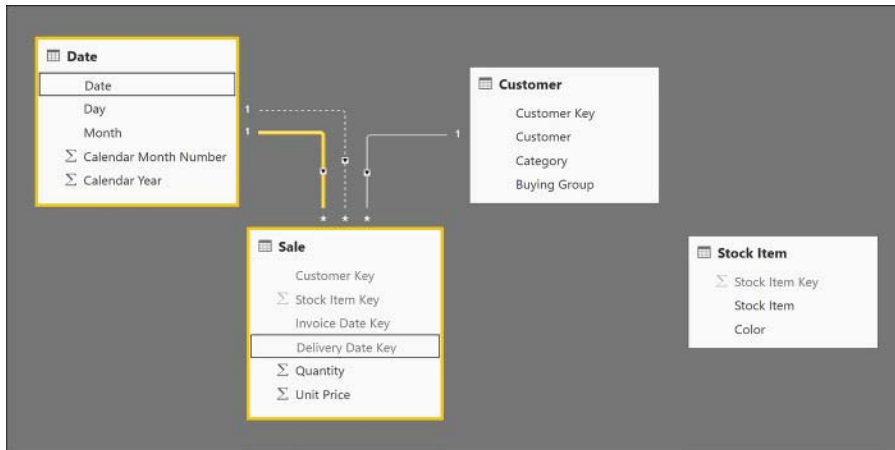 Date
Date
Day
Month
∑ Calendar Month Number
∑ Calendar Year
1
1
Customer
Customer Key
Customer
Category
Buying Group
1
* * *
Sale
Customer Key
∑ Stock Item Key
Invoice Date Key
Delivery Date Key
∑ Quantity
∑ Unit Price
Stock Item
∑ Stock Item Key
Stock Item
Color